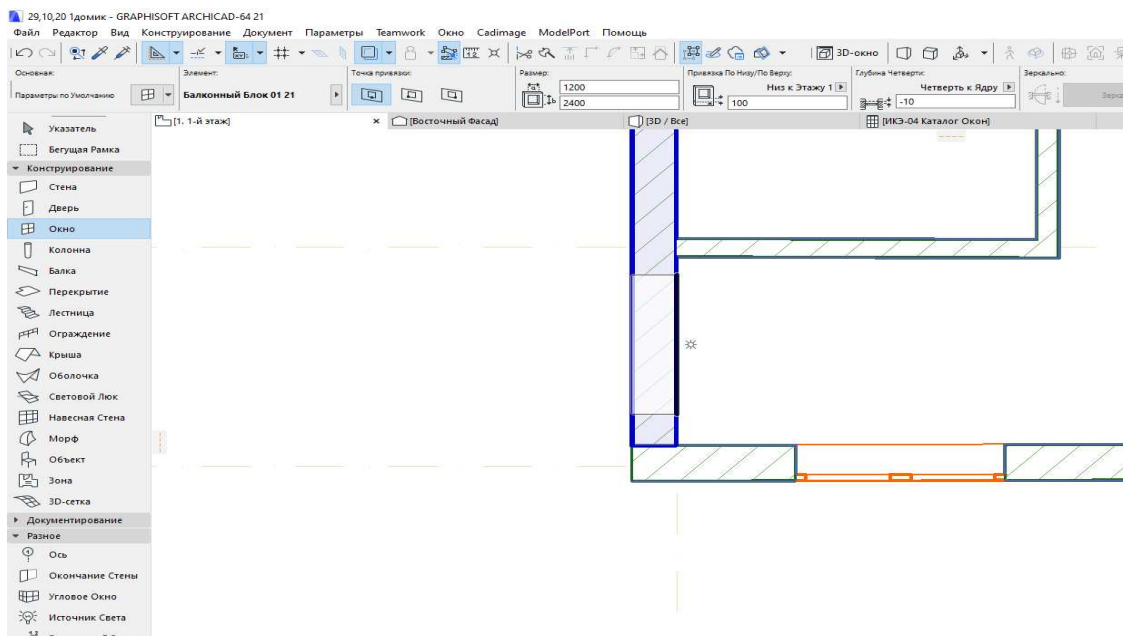 29,10,20 1домик - GRAPHISOFT ARCHICAD-64 21
Файл Редактор Вид Конструирование Документ Параметры Teamwork Окно Cadimage ModelPort Помощь
3D-окно
Основная: Элемент: Точка привязки: Размер: Привязка По Низу/По Верху: Глубина Четверти: Зеркально:
Параметры по Умолчанию Балконный Блок 01 21 1200 Низ к Этажу 1 Четверть к Ядру
2400 100 -10
Указатель [1. 1-й этаж] [Восточный Фасад] [3D / Все] [ИКЭ-04 Каталог Окон]
Бегущая Рамка
Конструирование
Стена
Дверь
Окно
Колонна
Балка
Перекрытие
Лестница
Ограждение
Крыша
Оболочка
Световой Люк
Навесная Стена
Морф
Объект
Зона
3D-сетка
Документирование
Разное
Ось
Окончание Стены
Угловое Окно
Источник Света